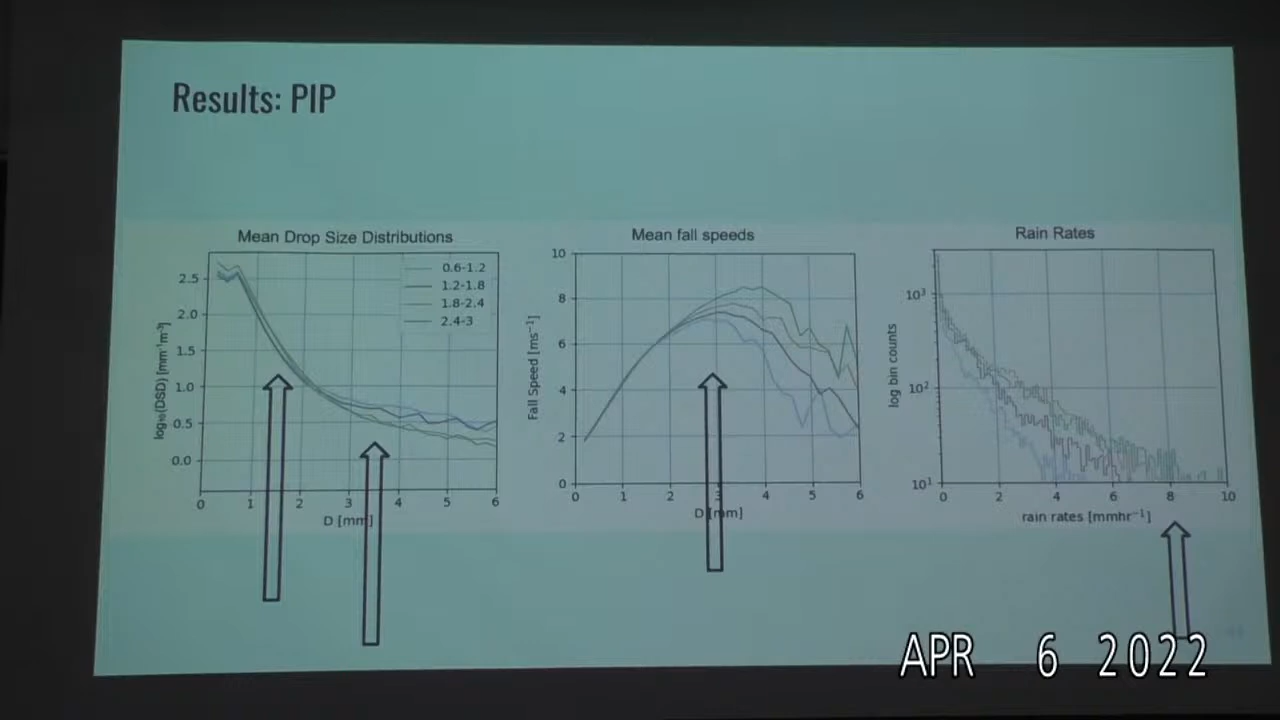 Results: PIP
Mean Drop Size Distributions
Mean fall speeds
Rain Rates
0.6-1.2
1.2-1.8
1.8-2.4
2.4-3
2.5
2.0
1.5
1.0
0.5
0.0
log₁₀(DSD) [mm⁻¹m⁻³]
0 1 2 3 4 5 6
D [mm]
10
8
6
4
2
0
Fall Speed [ms⁻¹]
0 1 2 3 4 5 6
D [mm]
10³
10²
10¹
log bin counts
0 2 4 6 8 10
rain rates [mmhr⁻¹]
APR 6 2022